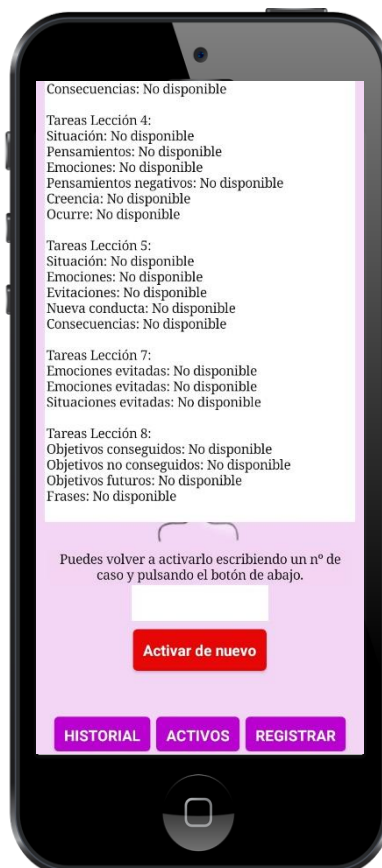 Consecuencias: No disponible
Tareas Lección 4:
Situación: No disponible
Pensamientos: No disponible
Emociones: No disponible
Pensamientos negativos: No disponible
Creencia: No disponible
Ocurre: No disponible
Tareas Lección 5:
Situación: No disponible
Emociones: No disponible
Evitaciones: No disponible
Nueva conducta: No disponible
Consecuencias: No disponible
Tareas Lección 7:
Emociones evitadas: No disponible
Emociones evitadas: No disponible
Situaciones evitadas: No disponible
Tareas Lección 8:
Objetivos conseguidos: No disponible
Objetivos no conseguidos: No disponible
Objetivos futuros: No disponible
Frases: No disponible
Puedes volver a activarlo escribiendo un nº de
caso y pulsando el botón de abajo.
Activar de nuevo
HISTORIAL ACTIVOS REGISTRAR